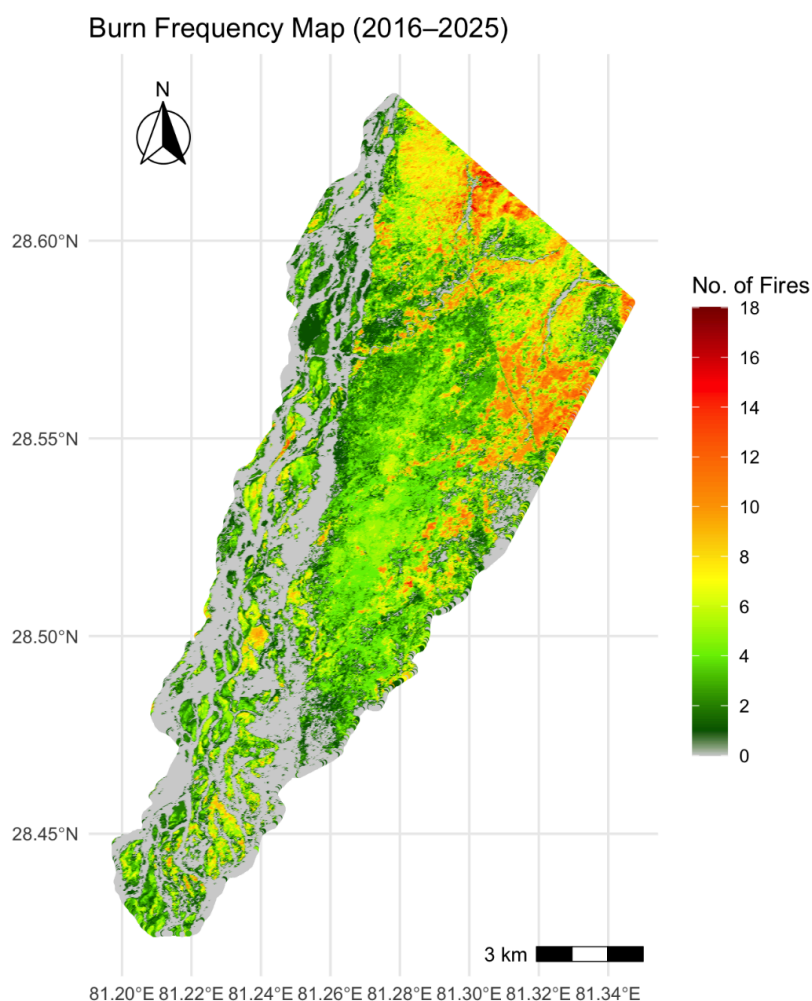 Burn Frequency Map (2016–2025)
N
28.60°N
28.55°N
28.50°N
28.45°N
No. of Fires
18
16
14
12
10
8
6
4
2
0
3 km
81.20°E 81.22°E 81.24°E 81.26°E 81.28°E 81.30°E 81.32°E 81.34°E